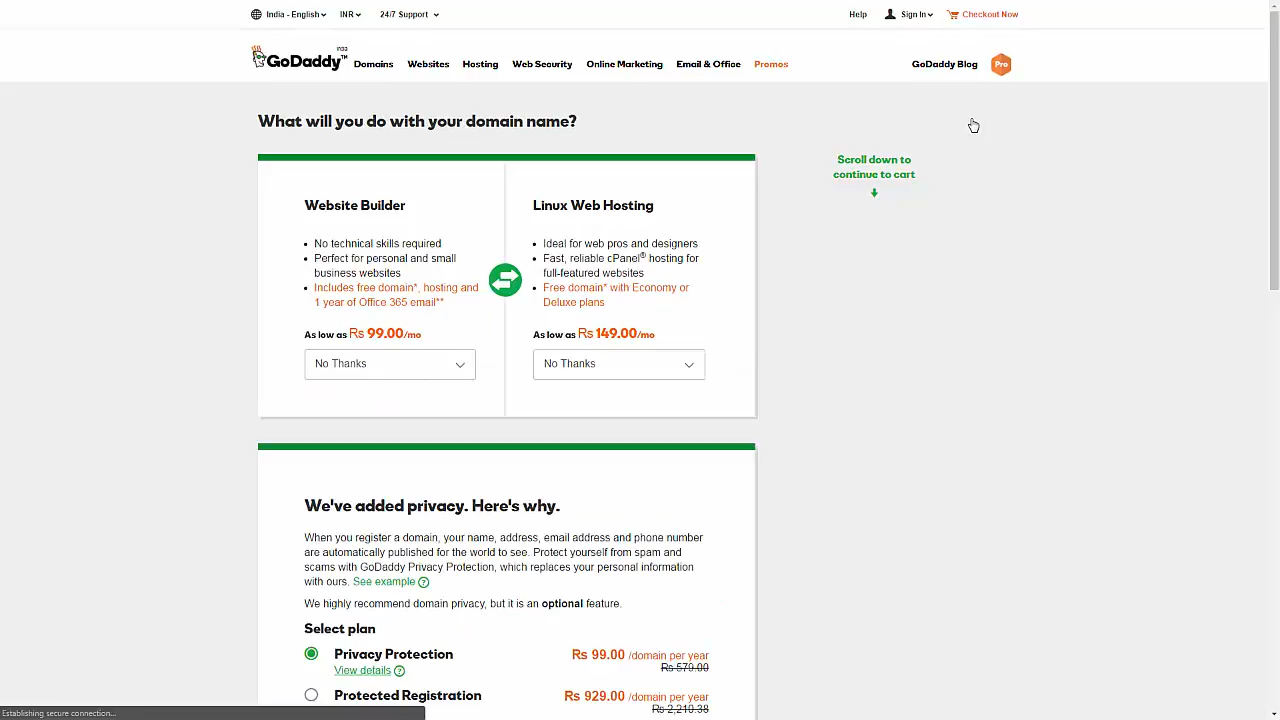 India - English INR 24/7 Support Help Sign In Checkout Now
India
GoDaddy™ Domains Websites Hosting Web Security Online Marketing Email & Office Promos GoDaddy Blog Pro
What will you do with your domain name?
Scroll down to
continue to cart
Website Builder
No technical skills required
Perfect for personal and small
business websites
Includes free domain*, hosting and
1 year of Office 365 email**
As low as Rs 99.00/mo
No Thanks
Linux Web Hosting
Ideal for web pros and designers
Fast, reliable cPanel® hosting for
full-featured websites
Free domain* with Economy or
Deluxe plans
As low as Rs 149.00/mo
No Thanks
We've added privacy. Here's why.
When you register a domain, your name, address, email address and phone number
are automatically published for the world to see. Protect yourself from spam and
scams with GoDaddy Privacy Protection, which replaces your personal information
with ours. See example ?
We highly recommend domain privacy, but it is an optional feature.
Select plan
Privacy Protection Rs 99.00 /domain per year
View details ? Rs 579.00
Protected Registration Rs 929.00 /domain per year
Rs 2,210.38
Establishing secure connection...